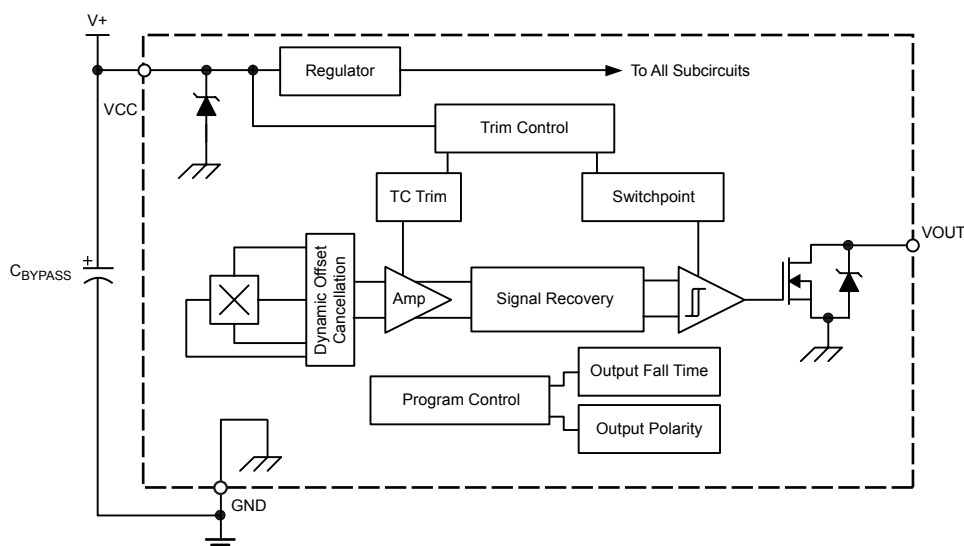 V+
Regulator
To All Subcircuits
VCC
Trim Control
TC Trim
Switchpoint
VOUT
CBYPASS
+
Dynamic Offset
Cancellation
Amp
Signal Recovery
Output Fall Time
Program Control
Output Polarity
GND